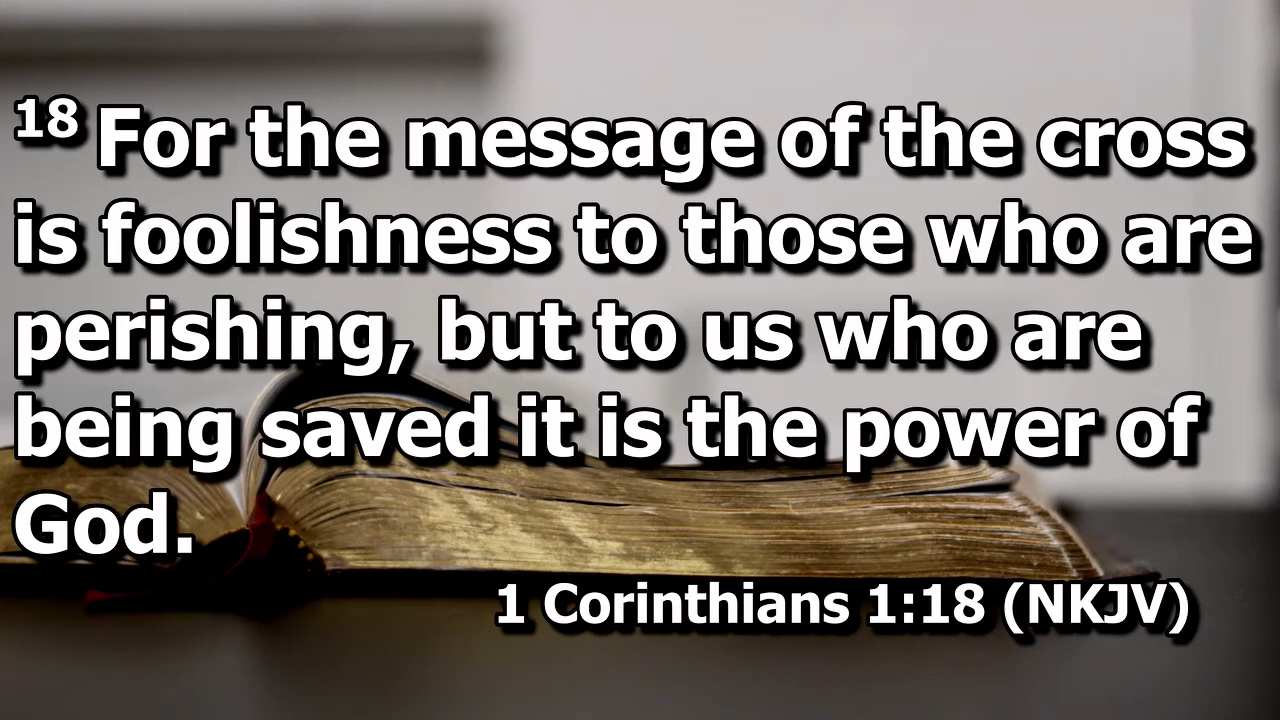 18 For the message of the cross
is foolishness to those who are
perishing, but to us who are
being saved it is the power of
God.
1 Corinthians 1:18 (NKJV)